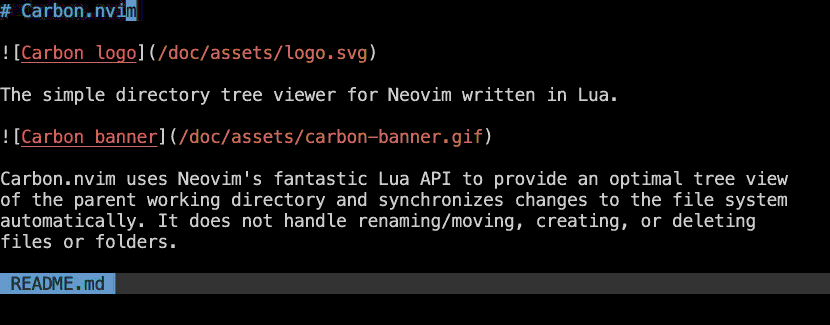 # Carbon.nvim
![Carbon logo](/doc/assets/logo.svg)
The simple directory tree viewer for Neovim written in Lua.
![Carbon banner](/doc/assets/carbon-banner.gif)
Carbon.nvim uses Neovim's fantastic Lua API to provide an optimal tree view
of the parent working directory and synchronizes changes to the file system
automatically. It does not handle renaming/moving, creating, or deleting
files or folders.
README.md